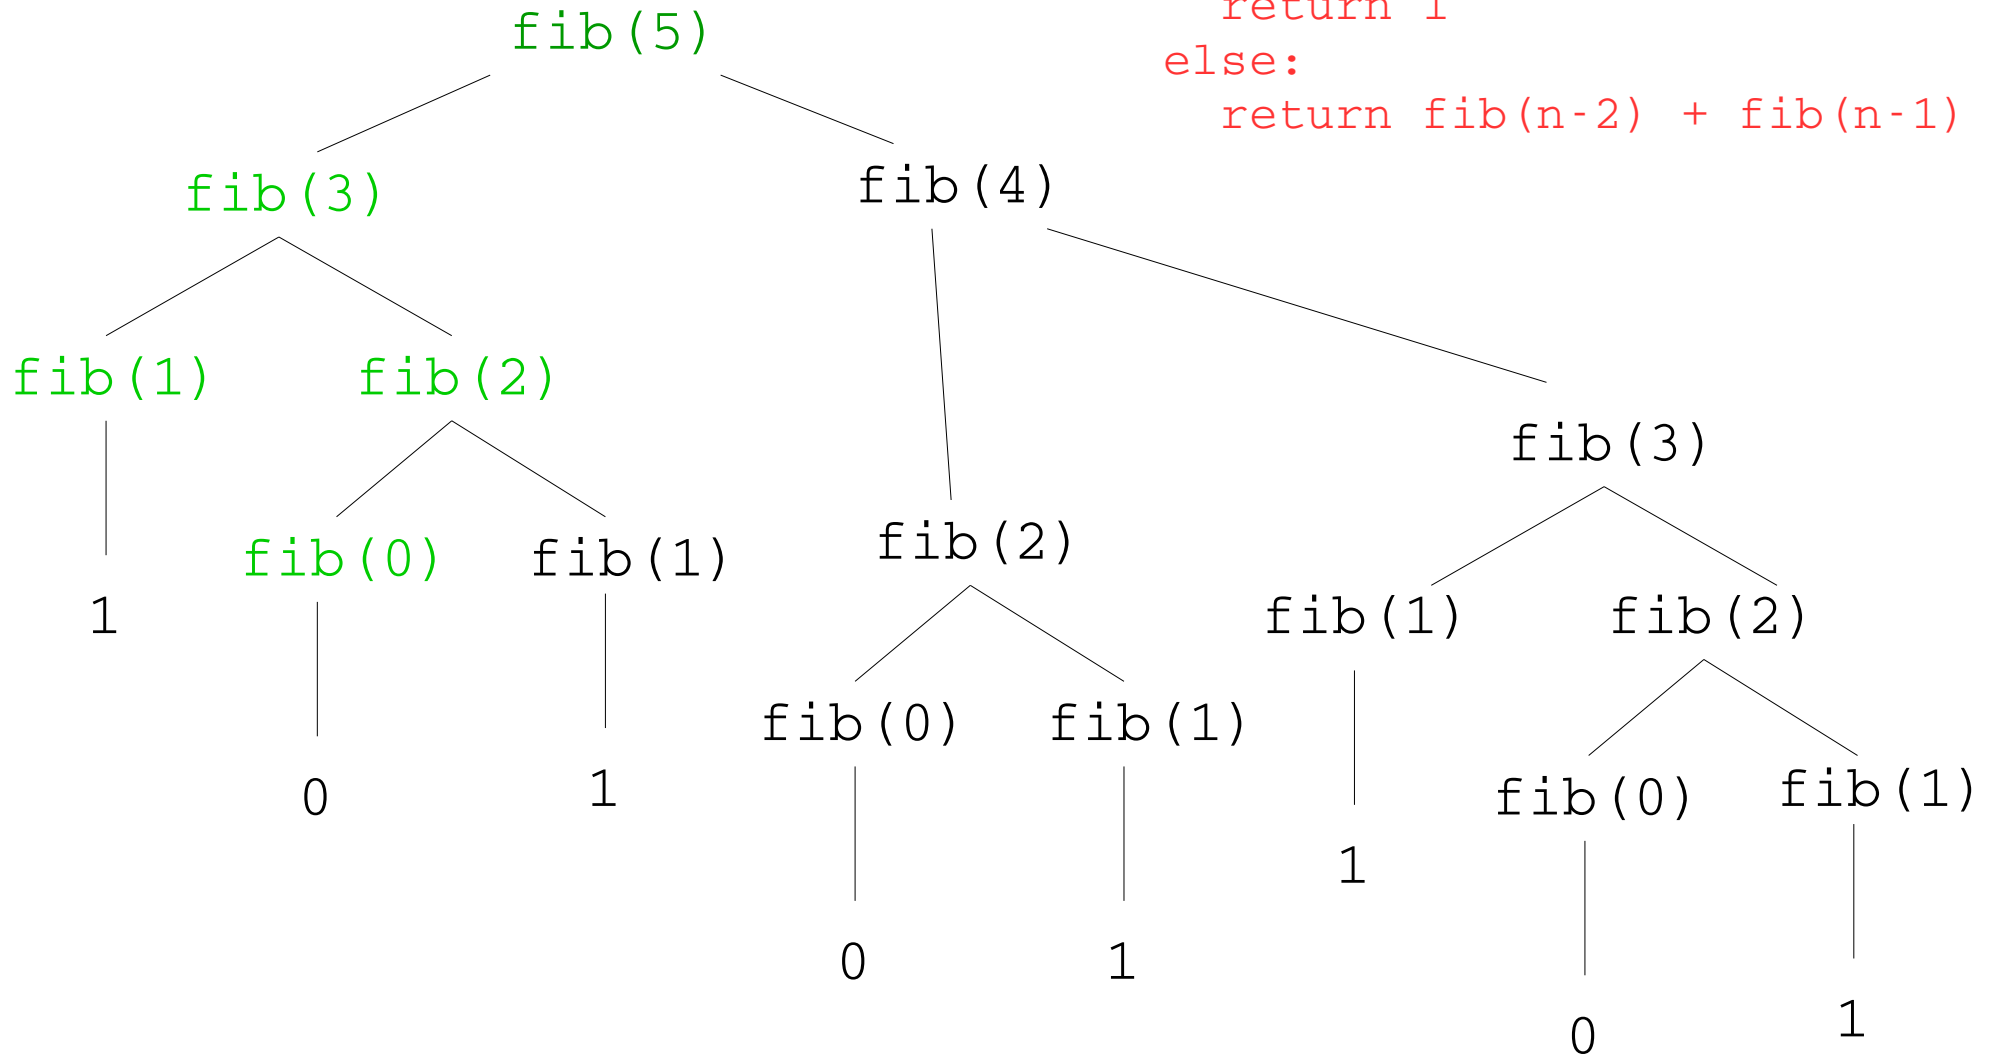 return 1
fib(5)
else:
return fib(n-2) + fib(n-1)
fib(3)
fib(4)
fib(1)
fib(2)
fib(3)
fib(0)
fib(1)
fib(2)
1
fib(1)
fib(2)
fib(0)
fib(1)
0
1
fib(0)
fib(1)
1
0
1
0
1